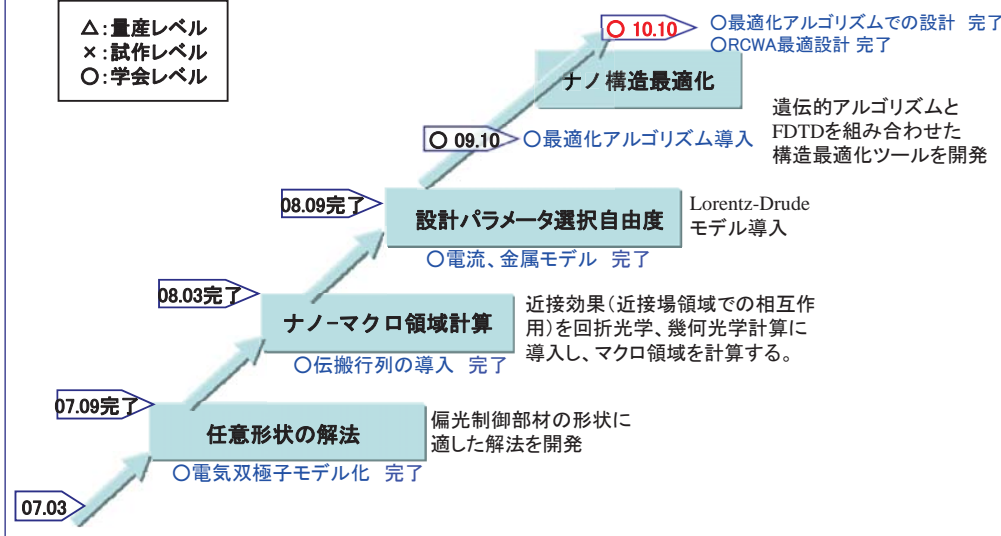 △:量産レベル
×:試作レベル
○:学会レベル
○ 10.10
○最適化アルゴリズムでの設計 完了
○RCWA最適設計 完了
ナノ構造最適化
遺伝的アルゴリズムと
FDTDを組み合わせた
構造最適化ツールを開発
○ 09.10
○最適化アルゴリズム導入
08.09完了
設計パラメータ選択自由度
Lorentz-Drude
モデル導入
○電流、金属モデル 完了
08.03完了
ナノ-マクロ領域計算
近接効果(近接場領域での相互作
用)を回折光学、幾何光学計算に
導入し、マクロ領域を計算する。
○伝搬行列の導入 完了
07.09完了
任意形状の解法
偏光制御部材の形状に
適した解法を開発
○電気双極子モデル化 完了
07.03